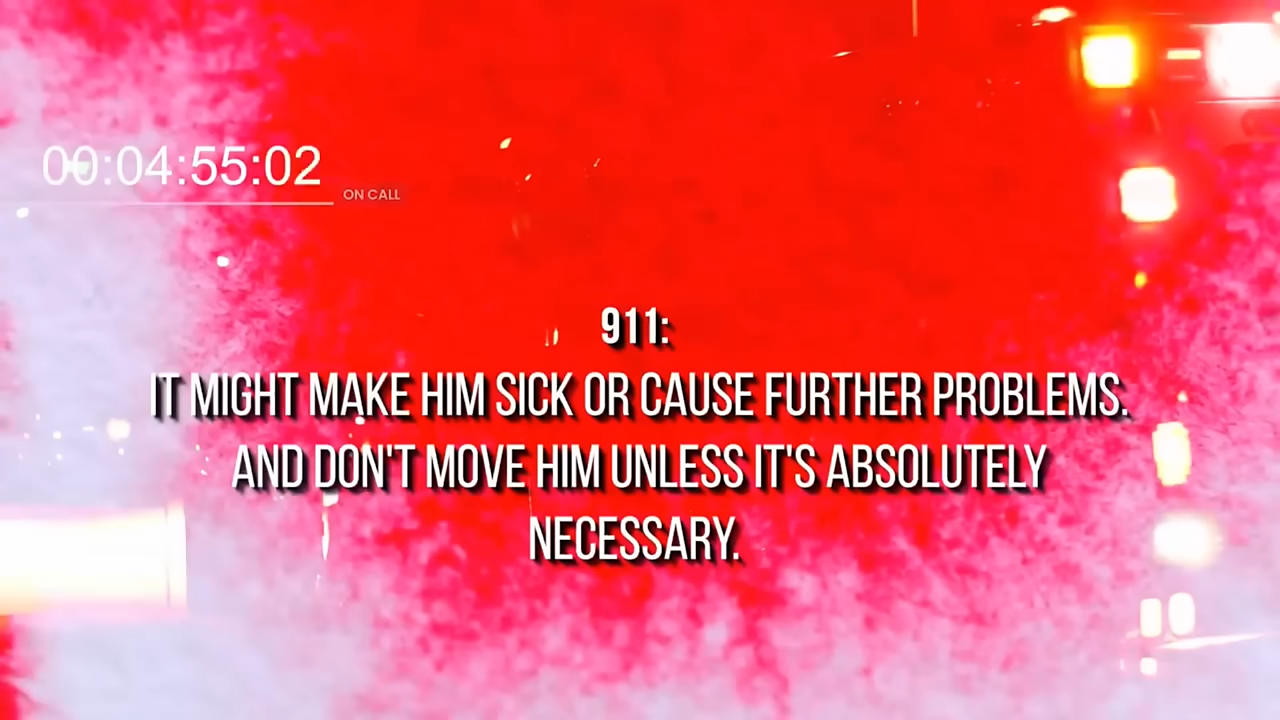 00:04:55:02
ON CALL
911:
IT MIGHT MAKE HIM SICK OR CAUSE FURTHER PROBLEMS.
AND DON'T MOVE HIM UNLESS IT'S ABSOLUTELY
NECESSARY.